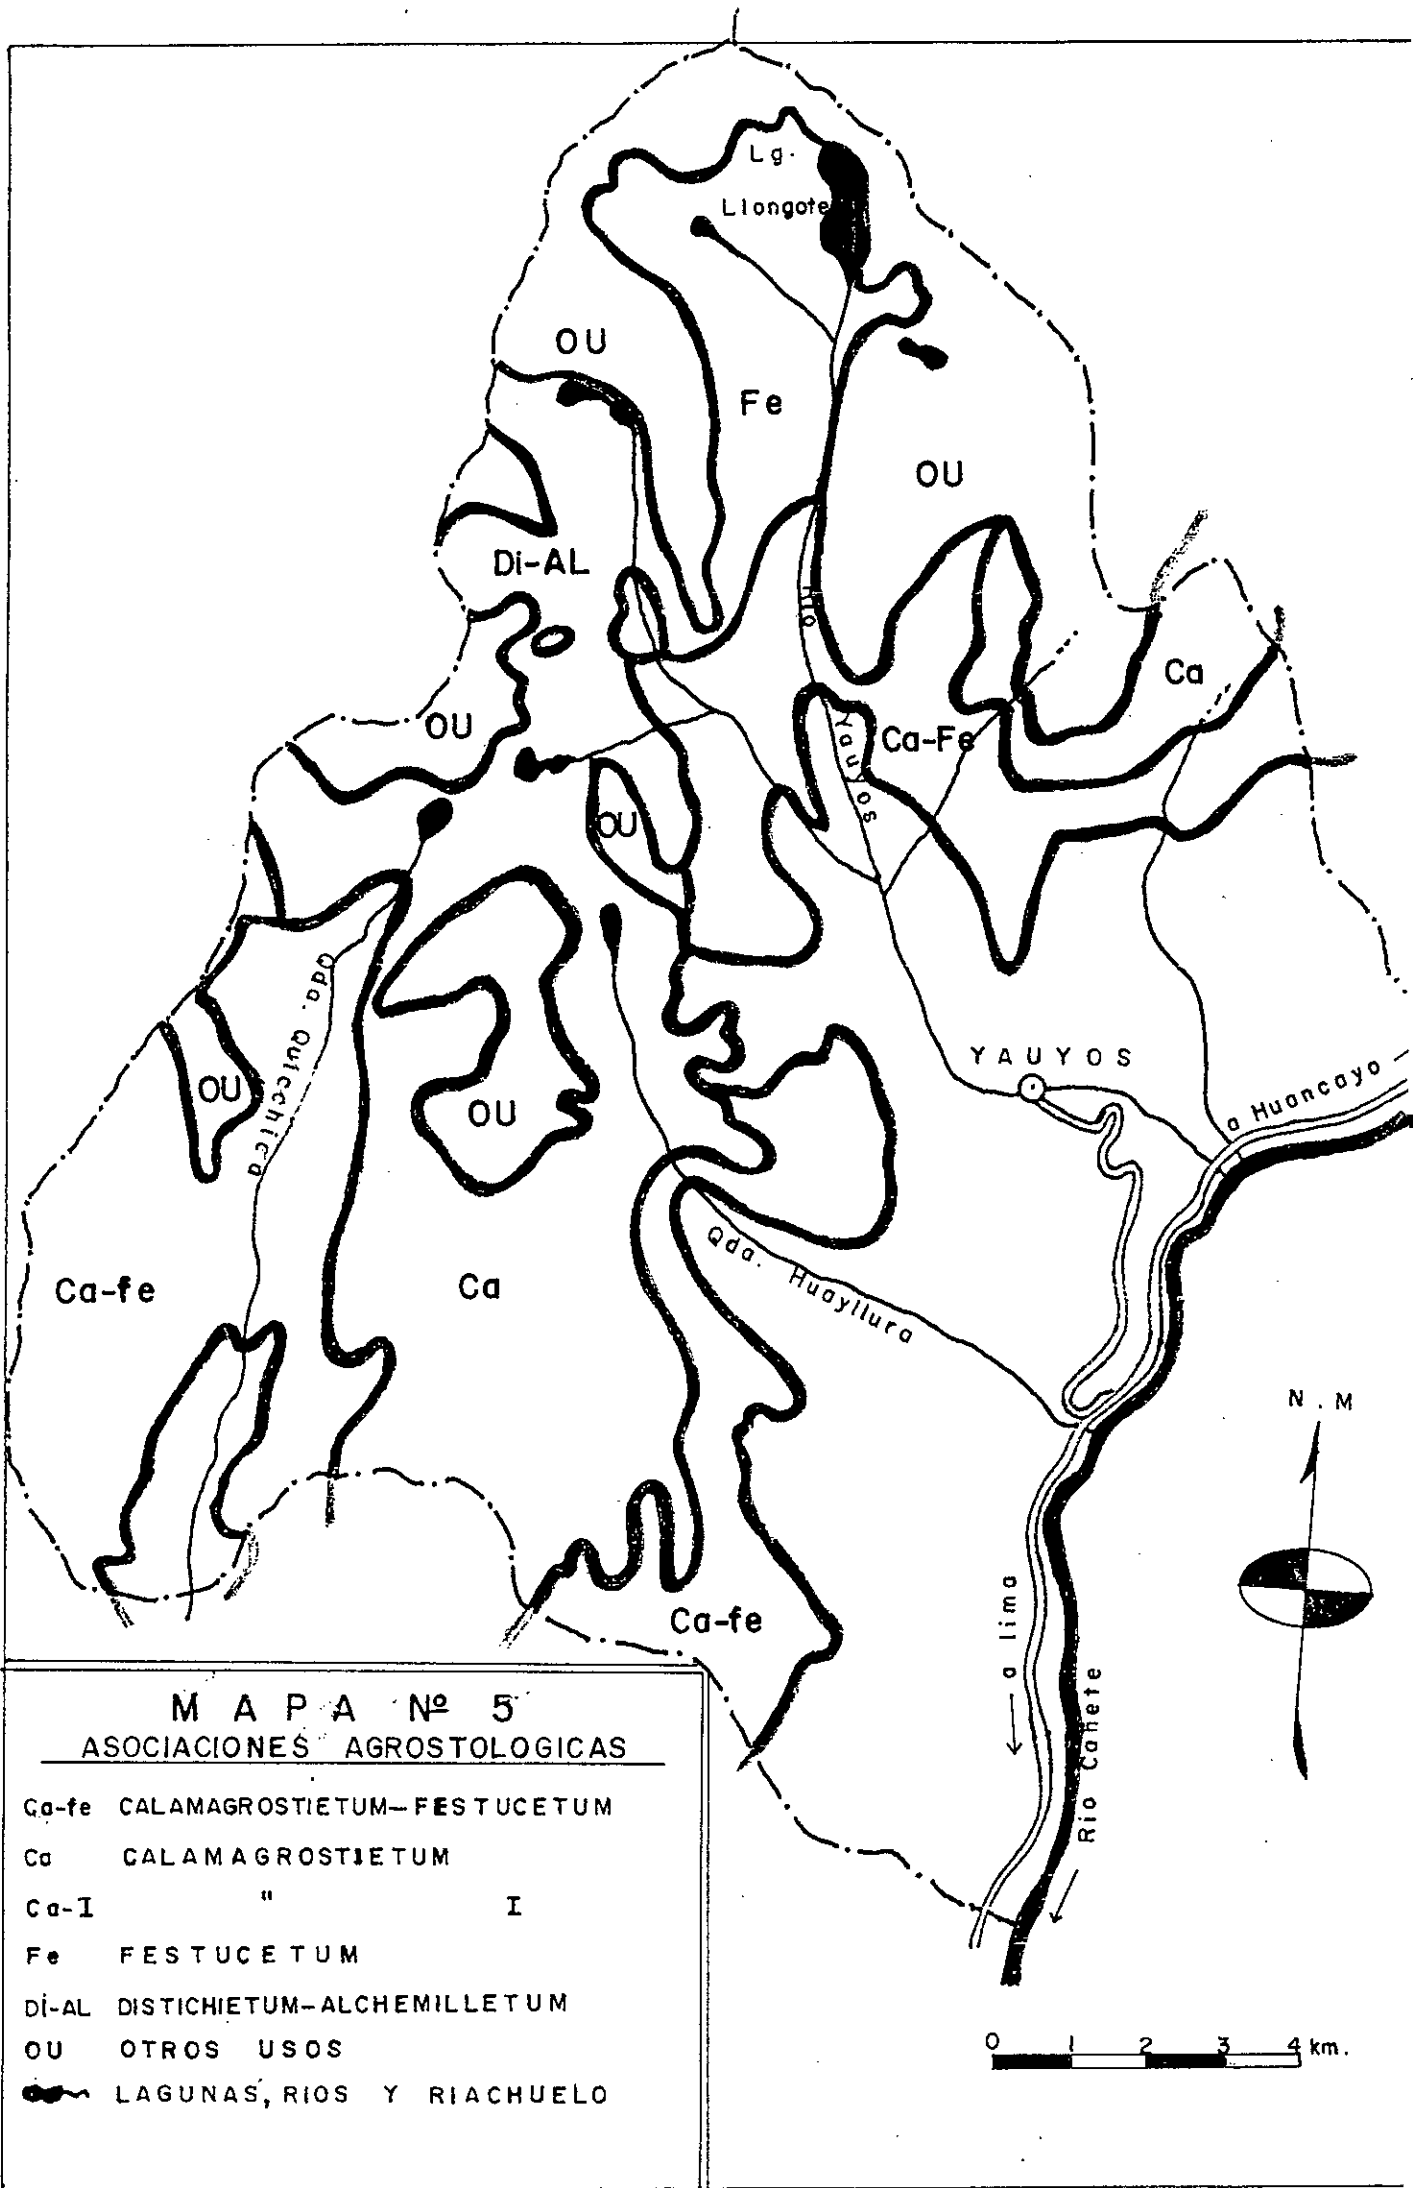 Lg.
Llongote
OU
Fe
OU
Di-AL
Río
Ca
OU
Yauyos
Ca-Fe
OU
Qda. Quicchica
YAUYOS
a Huancayo
OU
OU
Qda. Huayllura
Ca-fe
Ca
N.M
a lima
Ca-fe
Río Cañete
MAPA Nº 5
ASOCIACIONES AGROSTOLOGICAS
Ca-fe CALAMAGROSTIETUM-FESTUCETUM
Ca CALAMAGROSTIETUM
Ca-I " I
Fe FESTUCETUM
Di-AL DISTICHIETUM-ALCHEMILLETUM
OU OTROS USOS
LAGUNAS, RIOS Y RIACHUELO
0 1 2 3 4 km.